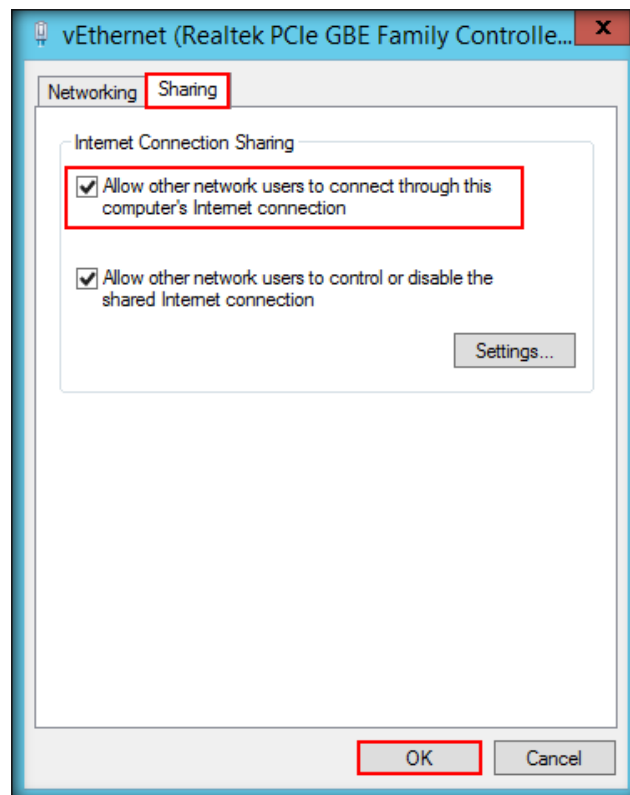 vEthernet (Realtek PCIe GBE Family Controlle...
x
Networking
Sharing
Internet Connection Sharing
Allow other network users to connect through this
computer's Internet connection
Allow other network users to control or disable the
shared Internet connection
Settings...
OK
Cancel